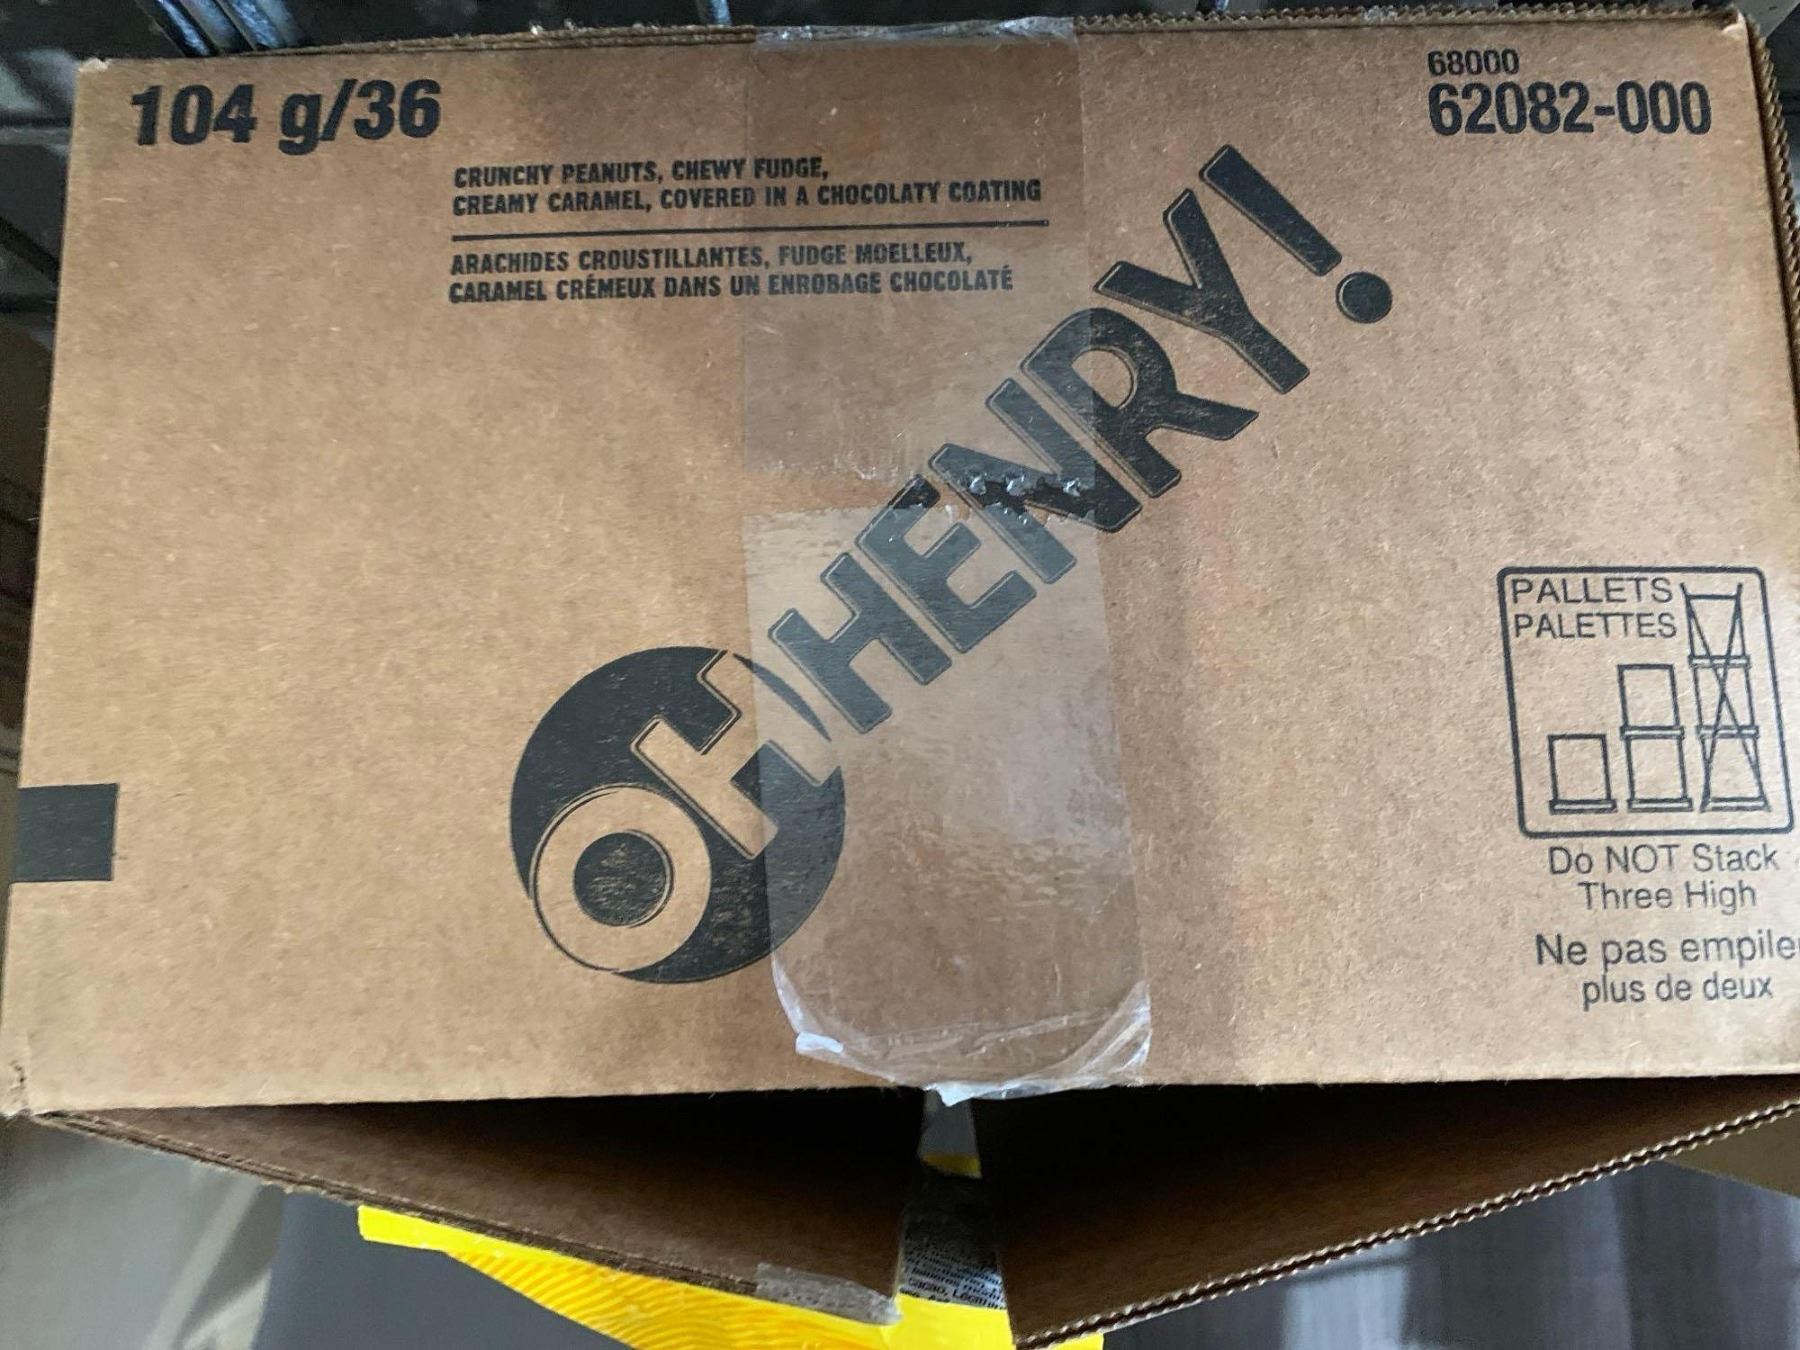 104 g/36
68000
62082-000
CRUNCHY PEANUTS, CHEWY FUDGE,
CREAMY CARAMEL, COVERED IN A CHOCOLATY COATING
ARACHIDES CROUSTILLANTES, FUDGE MOELLEUX,
CARAMEL CRÉMEUX DANS UN ENROBAGE CHOCOLATÉ
OH HENRY!
PALLETS
PALETTES
Do NOT Stack
Three High
Ne pas empiler
plus de deux